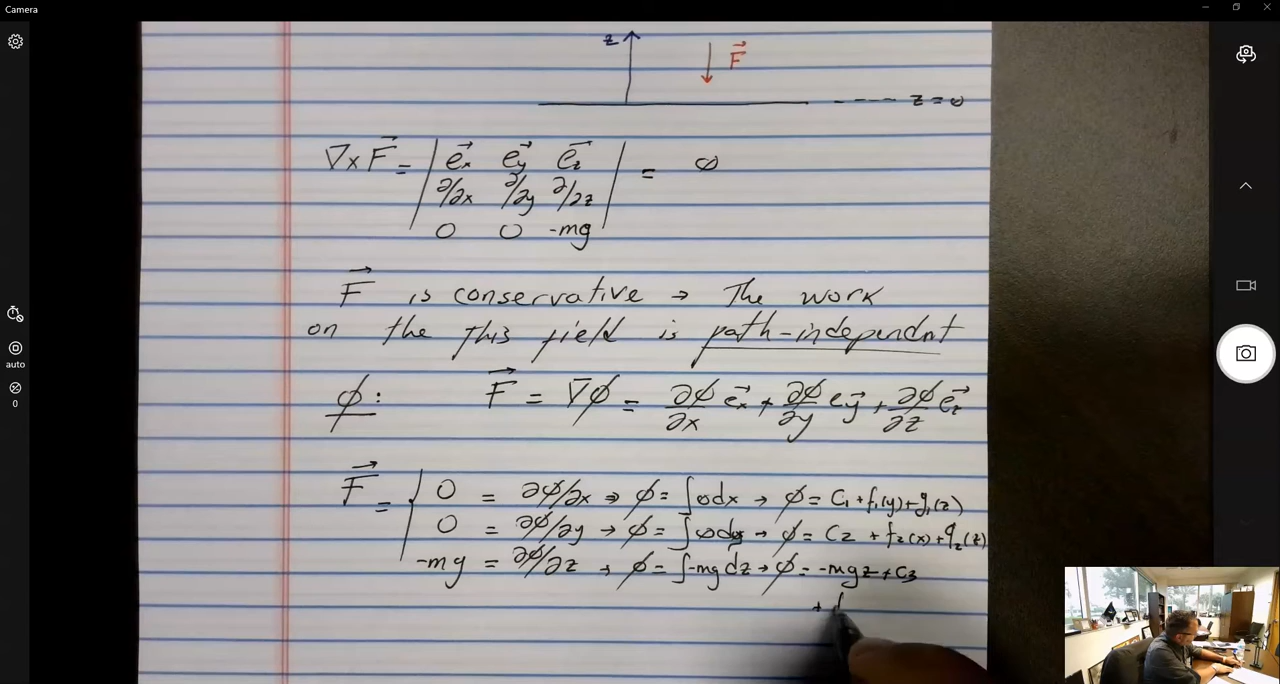 Camera
z
F⃗
z = 0
∇ x F⃗ = | e⃗x e⃗y e⃗z | = 0
∂/∂x ∂/∂y ∂/∂z
0 0 -mg
F⃗ is conservative → The work
on the this field is path-independnt
ϕ: F⃗ = ∇ϕ = ∂ϕ/∂x e⃗x + ∂ϕ/∂y e⃗y + ∂ϕ/∂z e⃗z
F⃗ = { 0 = ∂ϕ/∂x → ϕ = ∫0dx → ϕ = C1 + f1(y) + g1(z)
0 = ∂ϕ/∂y → ϕ = ∫0dy → ϕ = C2 + f2(x) + g2(z)
-mg = ∂ϕ/∂z → ϕ = ∫-mg dz → ϕ = -mgz + C3
+
auto
0